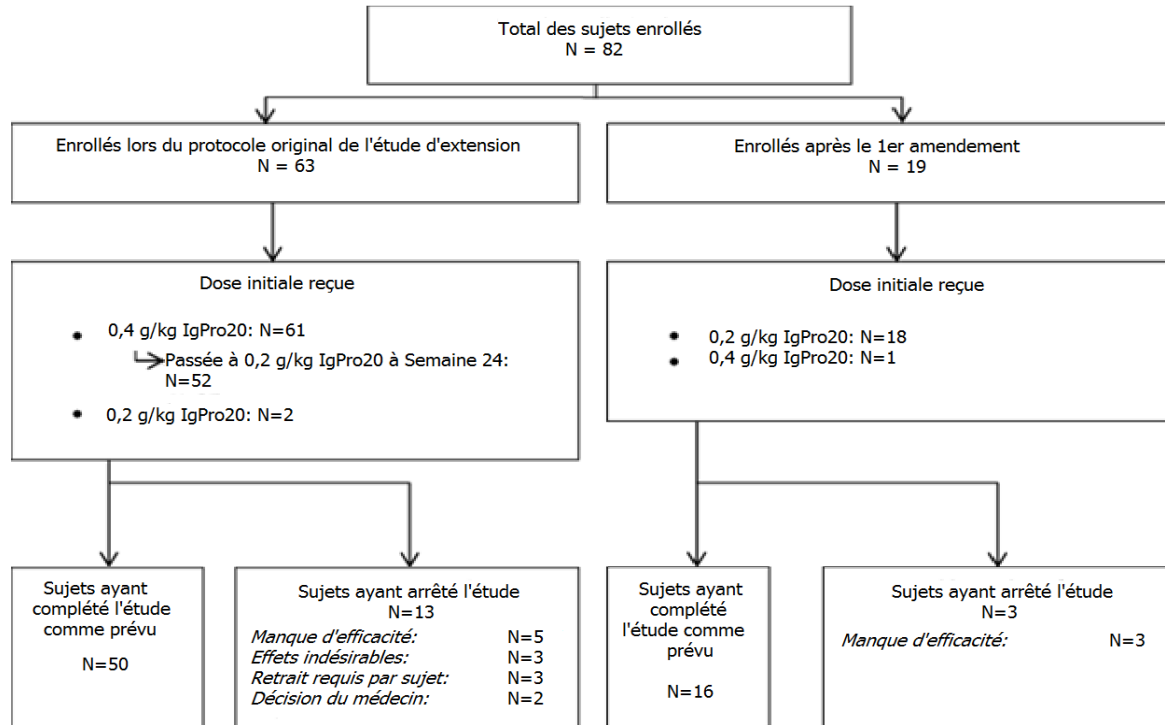 Total des sujets enrollés
N = 82
Enrollés lors du protocole original de l'étude d'extension
N = 63
Enrollés après le 1er amendement
N = 19
Dose initiale reçue
• 0,4 g/kg IgPro20: N=61
Passée à 0,2 g/kg IgPro20 à Semaine 24:
N=52
• 0,2 g/kg IgPro20: N=2
Dose initiale reçue
• 0,2 g/kg IgPro20: N=18
• 0,4 g/kg IgPro20: N=1
Sujets ayant
complété l'étude
comme prévu
N=50
Sujets ayant arrêté l'étude
N=13
Manque d'efficacité: N=5
Effets indésirables: N=3
Retrait requis par sujet: N=3
Décision du médecin: N=2
Sujets ayant
complété
l'étude comme
prévu
N=16
Sujets ayant arrêté l'étude
N=3
Manque d'efficacité: N=3